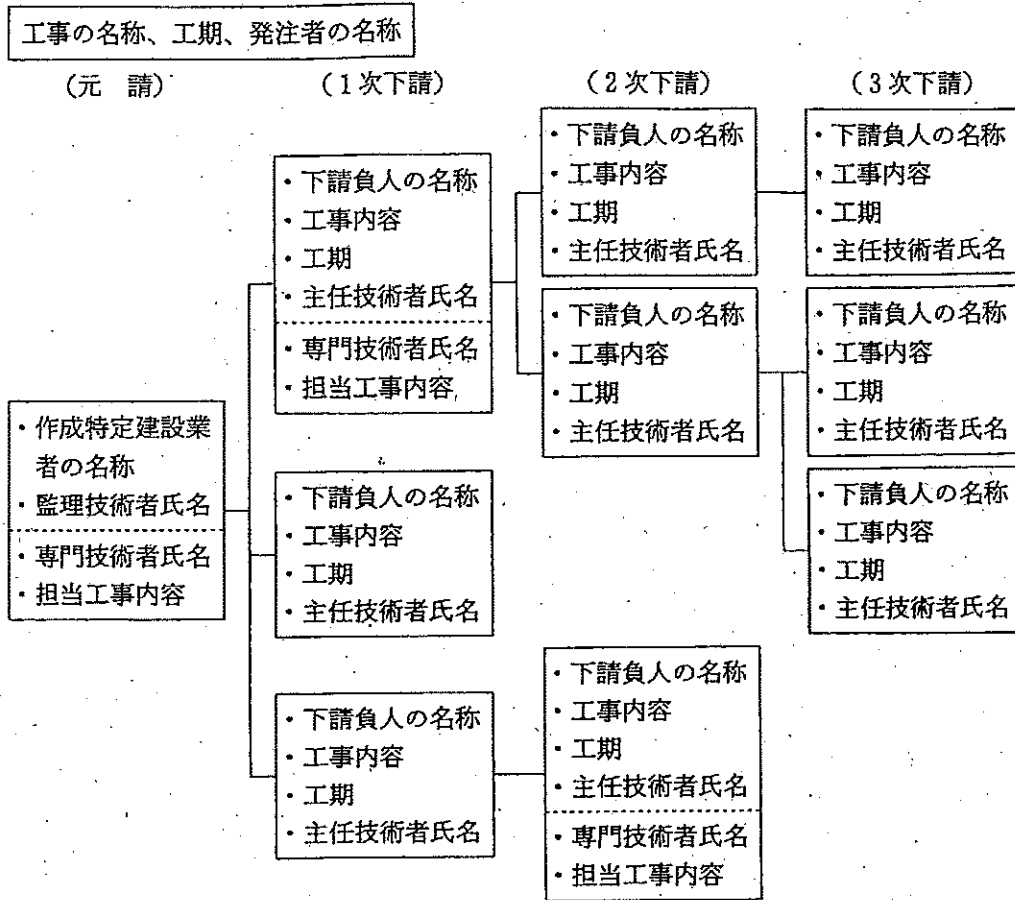 工事の名称、工期、発注者の名称
(元 請)
(1次下請)
(2次下請)
(3次下請)
・作成特定建設業
者の名称
・監理技術者氏名
・専門技術者氏名
・担当工事内容
・下請負人の名称
・工事内容
・工期
・主任技術者氏名
・専門技術者氏名
・担当工事内容
・下請負人の名称
・工事内容
・工期
・主任技術者氏名
・下請負人の名称
・工事内容
・工期
・主任技術者氏名
・下請負人の名称
・工事内容
・工期
・主任技術者氏名
・下請負人の名称
・工事内容
・工期
・主任技術者氏名
・下請負人の名称
・工事内容
・工期
・主任技術者氏名
・専門技術者氏名
・担当工事内容
・下請負人の名称
・工事内容
・工期
・主任技術者氏名
・下請負人の名称
・工事内容
・工期
・主任技術者氏名
・下請負人の名称
・工事内容
・工期
・主任技術者氏名